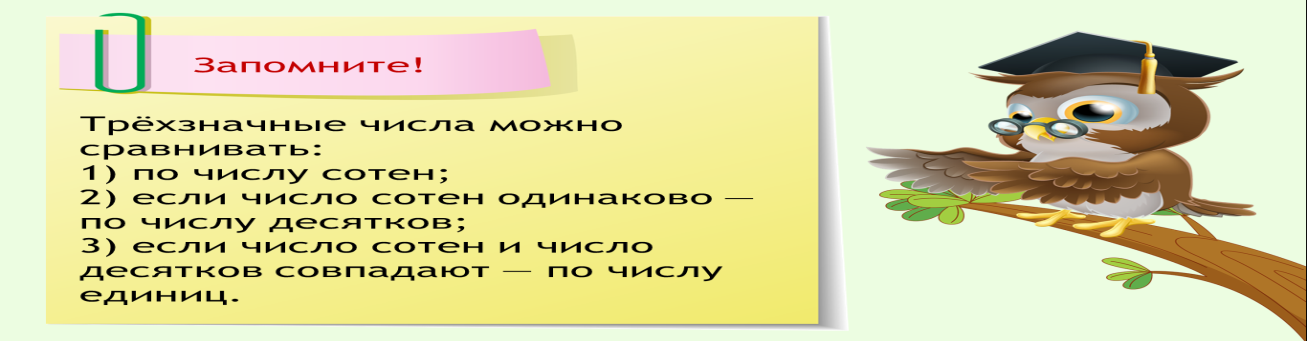 Запомните!
Трёхзначные числа можно
сравнивать:
1) по числу сотен;
2) если число сотен одинаково —
по числу десятков;
3) если число сотен и число
десятков совпадают — по числу
единиц.